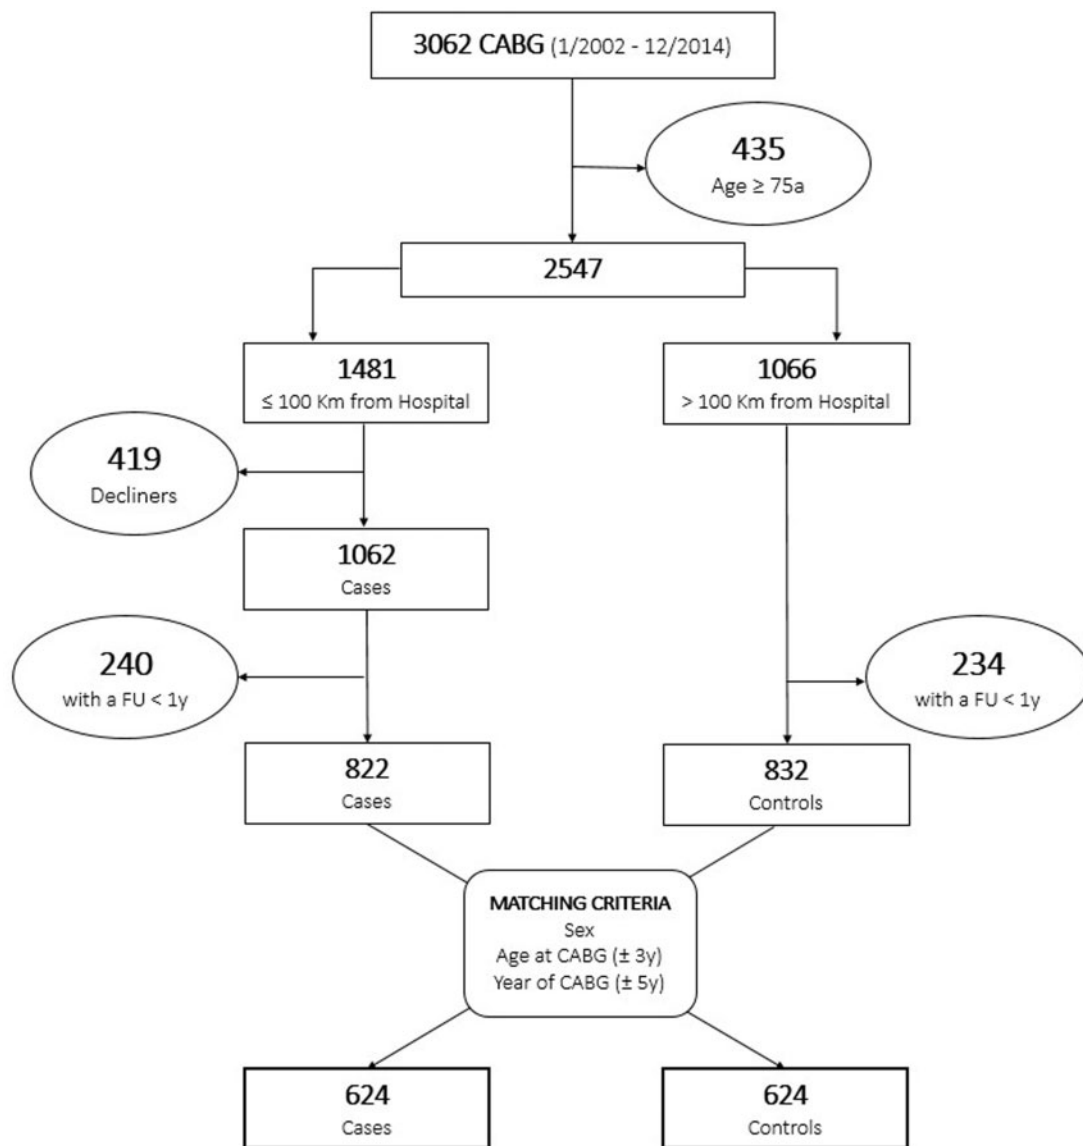 3062 CABG (1/2002 - 12/2014)
435
Age ≥ 75a
2547
1481
≤ 100 Km from Hospital
1066
> 100 Km from Hospital
419
Decliners
1062
Cases
240
with a FU < 1y
234
with a FU < 1y
822
Cases
832
Controls
MATCHING CRITERIA
Sex
Age at CABG (± 3y)
Year of CABG (± 5y)
624
Cases
624
Controls